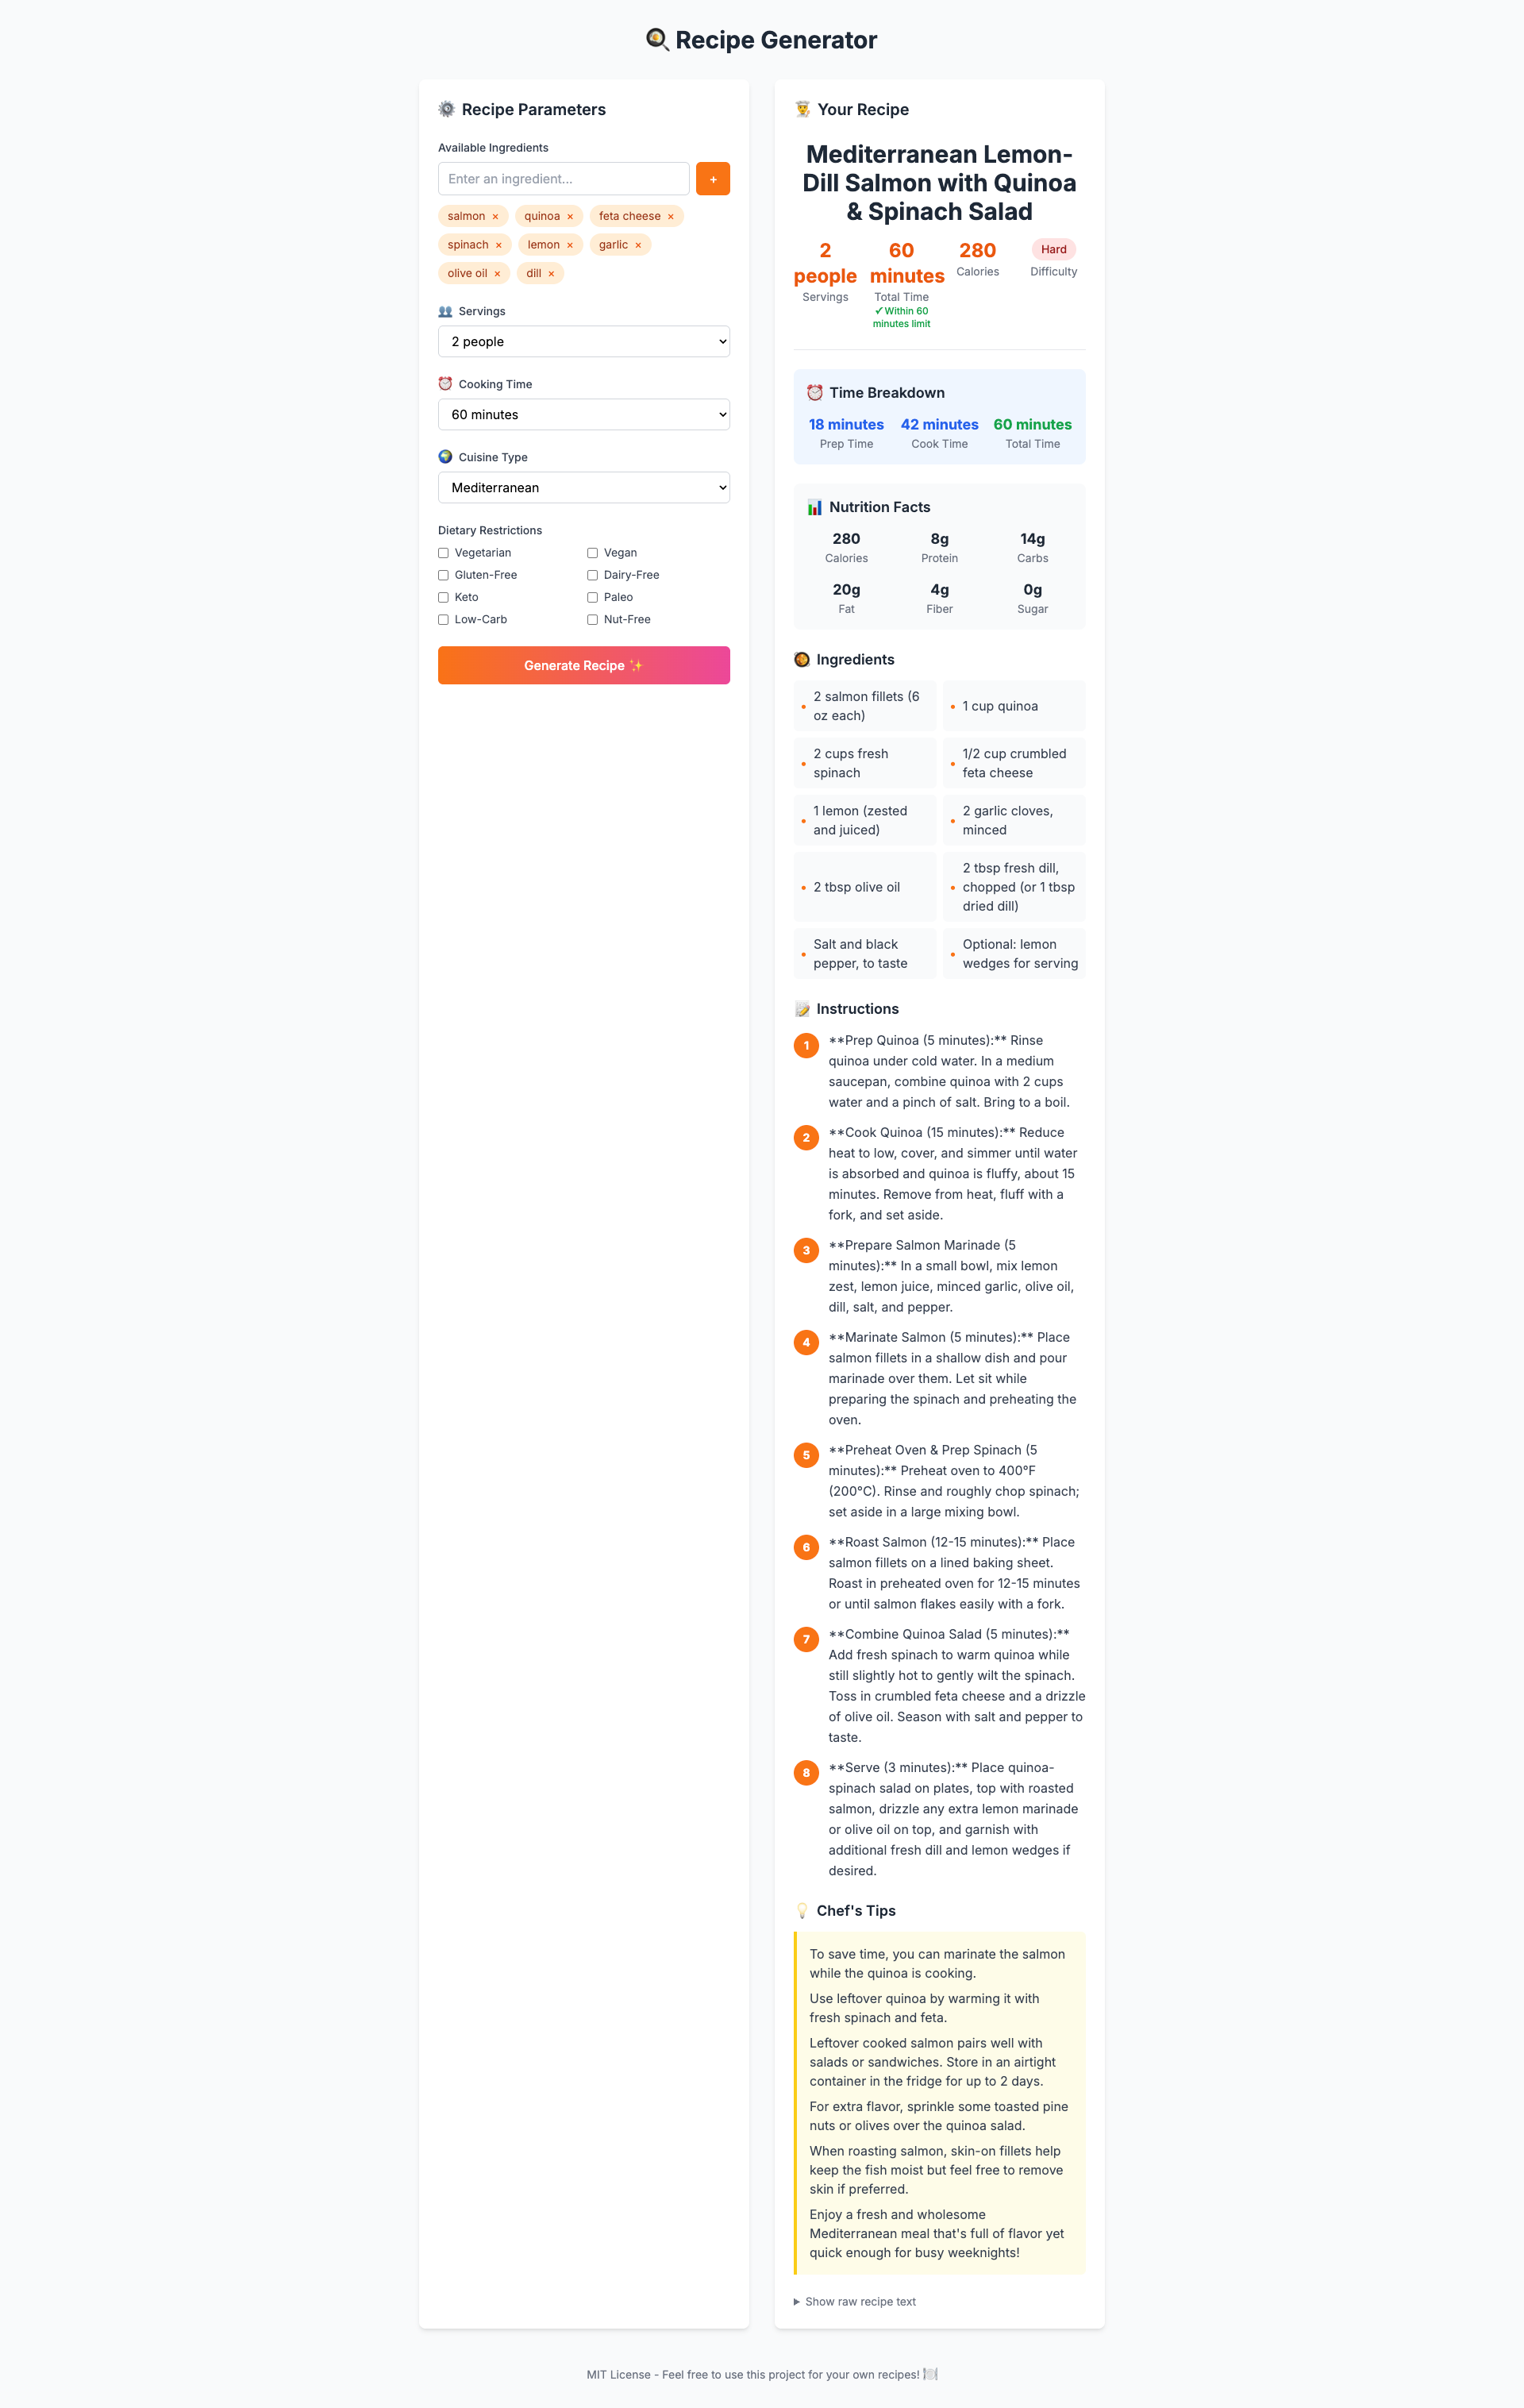 Recipe Generator
Recipe Parameters
Available Ingredients
Enter an ingredient...
+
salmon ×
quinoa ×
feta cheese ×
spinach ×
lemon ×
garlic ×
olive oil ×
dill ×
Servings
2 people
Cooking Time
60 minutes
Cuisine Type
Mediterranean
Dietary Restrictions
Vegetarian
Vegan
Gluten-Free
Dairy-Free
Keto
Paleo
Low-Carb
Nut-Free
Generate Recipe ✨
Your Recipe
Mediterranean Lemon-
Dill Salmon with Quinoa
& Spinach Salad
2
people
Servings
60
minutes
Total Time
✓ Within 60
minutes limit
280
Calories
Hard
Difficulty
Time Breakdown
18 minutes
Prep Time
42 minutes
Cook Time
60 minutes
Total Time
Nutrition Facts
280
Calories
8g
Protein
14g
Carbs
20g
Fat
4g
Fiber
0g
Sugar
Ingredients
2 salmon fillets (6
oz each)
1 cup quinoa
2 cups fresh
spinach
1/2 cup crumbled
feta cheese
1 lemon (zested
and juiced)
2 garlic cloves,
minced
2 tbsp olive oil
2 tbsp fresh dill,
chopped (or 1 tbsp
dried dill)
Salt and black
pepper, to taste
Optional: lemon
wedges for serving
Instructions
1
**Prep Quinoa (5 minutes):** Rinse
quinoa under cold water. In a medium
saucepan, combine quinoa with 2 cups
water and a pinch of salt. Bring to a boil.
2
**Cook Quinoa (15 minutes):** Reduce
heat to low, cover, and simmer until water
is absorbed and quinoa is fluffy, about 15
minutes. Remove from heat, fluff with a
fork, and set aside.
3
**Prepare Salmon Marinade (5
minutes):** In a small bowl, mix lemon
zest, lemon juice, minced garlic, olive oil,
dill, salt, and pepper.
4
**Marinate Salmon (5 minutes):** Place
salmon fillets in a shallow dish and pour
marinade over them. Let sit while
preparing the spinach and preheating the
oven.
5
**Preheat Oven & Prep Spinach (5
minutes):** Preheat oven to 400°F
(200°C). Rinse and roughly chop spinach;
set aside in a large mixing bowl.
6
**Roast Salmon (12-15 minutes):** Place
salmon fillets on a lined baking sheet.
Roast in preheated oven for 12-15 minutes
or until salmon flakes easily with a fork.
7
**Combine Quinoa Salad (5 minutes):**
Add fresh spinach to warm quinoa while
still slightly hot to gently wilt the spinach.
Toss in crumbled feta cheese and a drizzle
of olive oil. Season with salt and pepper to
taste.
8
**Serve (3 minutes):** Place quinoa-
spinach salad on plates, top with roasted
salmon, drizzle any extra lemon marinade
or olive oil on top, and garnish with
additional fresh dill and lemon wedges if
desired.
Chef's Tips
To save time, you can marinate the salmon
while the quinoa is cooking.
Use leftover quinoa by warming it with
fresh spinach and feta.
Leftover cooked salmon pairs well with
salads or sandwiches. Store in an airtight
container in the fridge for up to 2 days.
For extra flavor, sprinkle some toasted pine
nuts or olives over the quinoa salad.
When roasting salmon, skin-on fillets help
keep the fish moist but feel free to remove
skin if preferred.
Enjoy a fresh and wholesome
Mediterranean meal that's full of flavor yet
quick enough for busy weeknights!
Show raw recipe text
MIT License - Feel free to use this project for your own recipes!